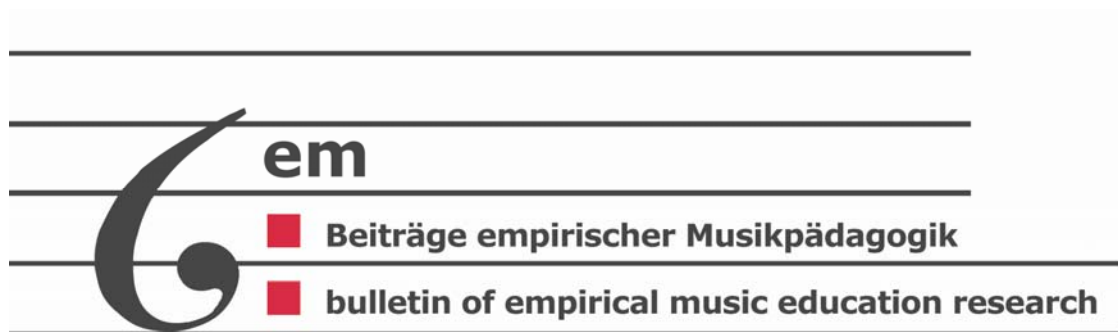 em
Beiträge empirischer Musikpädagogik
bulletin of empirical music education research